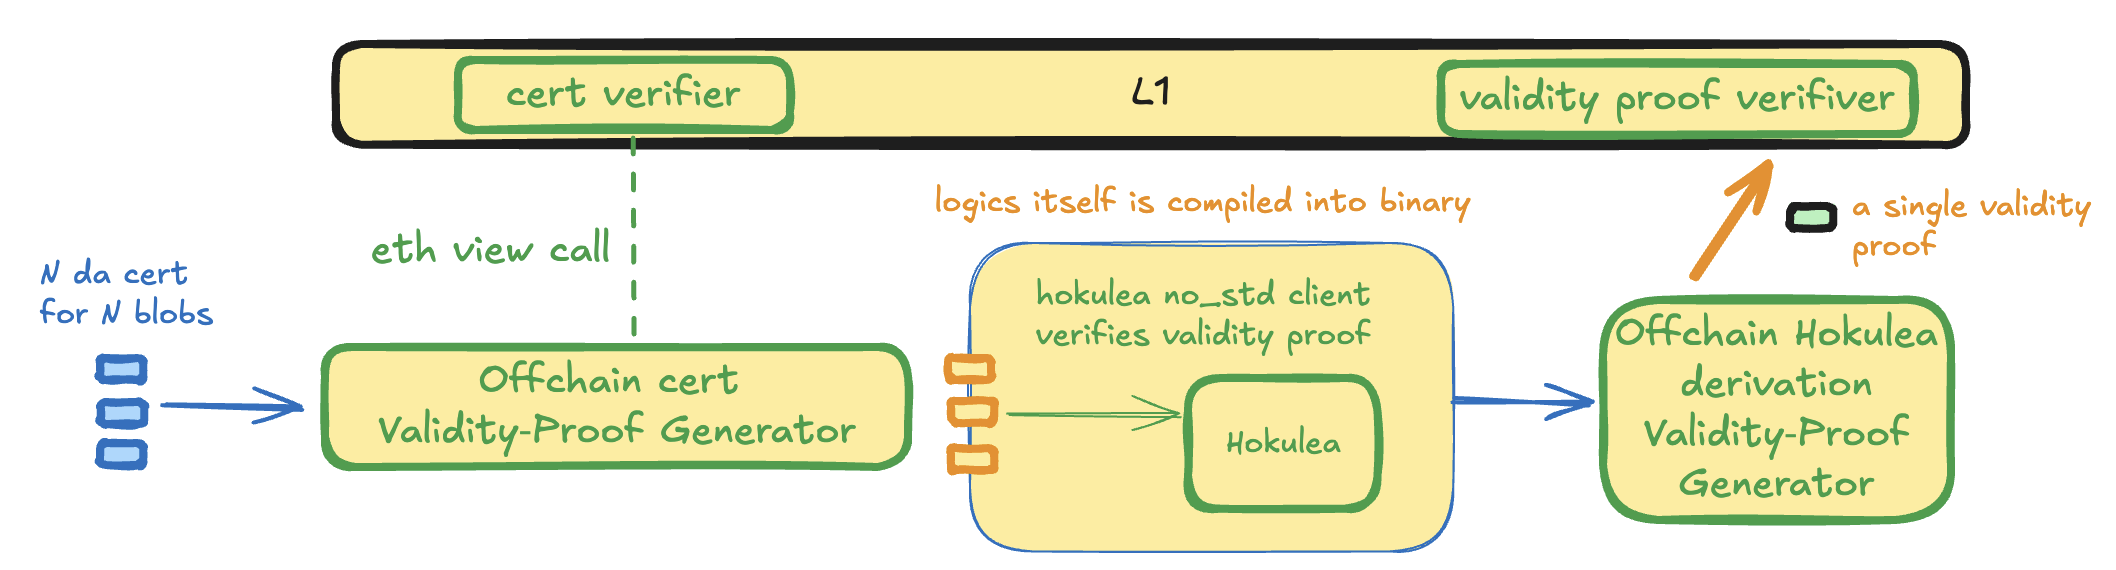 cert verifier
L1
validity proof verifiver
logics itself is compiled into binary
a single validity
proof
eth view call
N da cert
for N blobs
hokulea no_std client
verifies validity proof
Offchain cert
Validity-Proof Generator
Hokulea
Offchain Hokulea
derivation
Validity-Proof
Generator